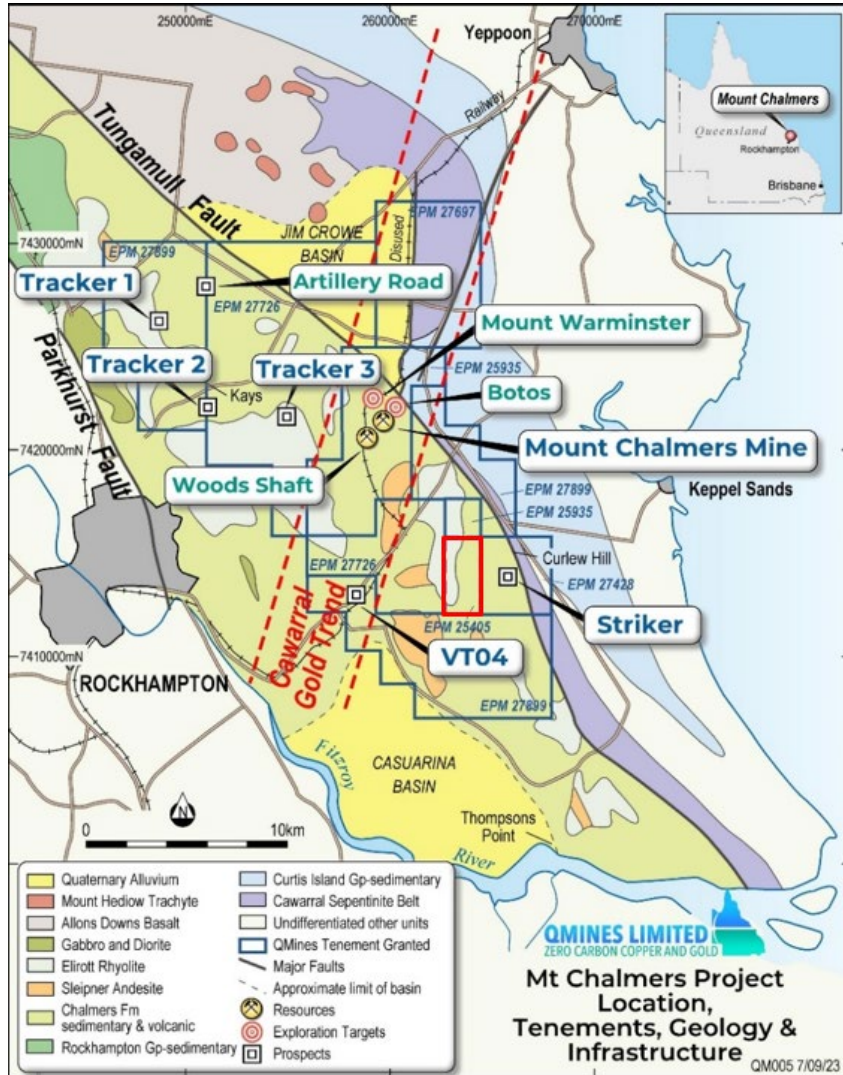 250000mE
260000mE
270000mE
Yeppoon
Railway
Mount Chalmers
Queensland
Rockhampton
Brisbane
Tungamull
Fault
EPM 27697
JIM CROWE
BASIN
Disused
7430000mN
EPM 27899
Tracker 1
Artillery Road
EPM 27726
Mount Warminster
Parkhurst
Fault
Tracker 2
Tracker 3
EPM 25935
Kays
Botos
7420000mN
Mount Chalmers Mine
Woods Shaft
Keppel Sands
EPM 27899
EPM 25935
Curlew Hill
EPM 27726
EPM 27428
Cawarral
Gold Trend
EPM 25405
Striker
VT04
7410000mN
ROCKHAMPTON
EPM 27899
Fitzroy
River
CASUARINA
BASIN
Thompsons
Point
N
0
10km
Quaternary Alluvium
Mount Hediow Trachyte
Allons Downs Basalt
Gabbro and Diorite
Elirott Rhyolite
Sleipner Andesite
Chalmers Fm
sedimentary & volcanic
Rockhampton Gp-sedimentary
Curtis Island Gp-sedimentary
Cawarral Sepentinite Belt
Undifferentiated other units
QMines Tenement Granted
Major Faults
Approximate limit of basin
Resources
Exploration Targets
Prospects
QMINES LIMITED
ZERO CARBON COPPER AND GOLD
Mt Chalmers Project
Location,
Tenements, Geology &
Infrastructure
QM005 7/09/23